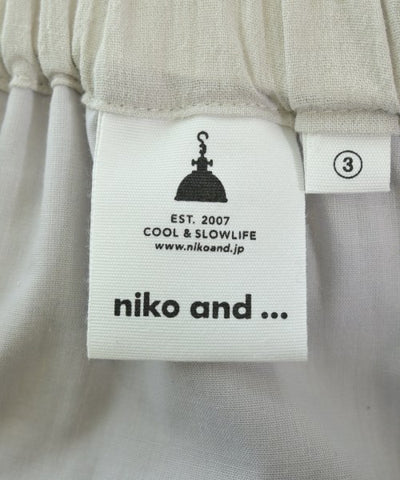 EST. 2007
COOL & SLOWLIFE
www.nikoand.jp
niko and ...
③